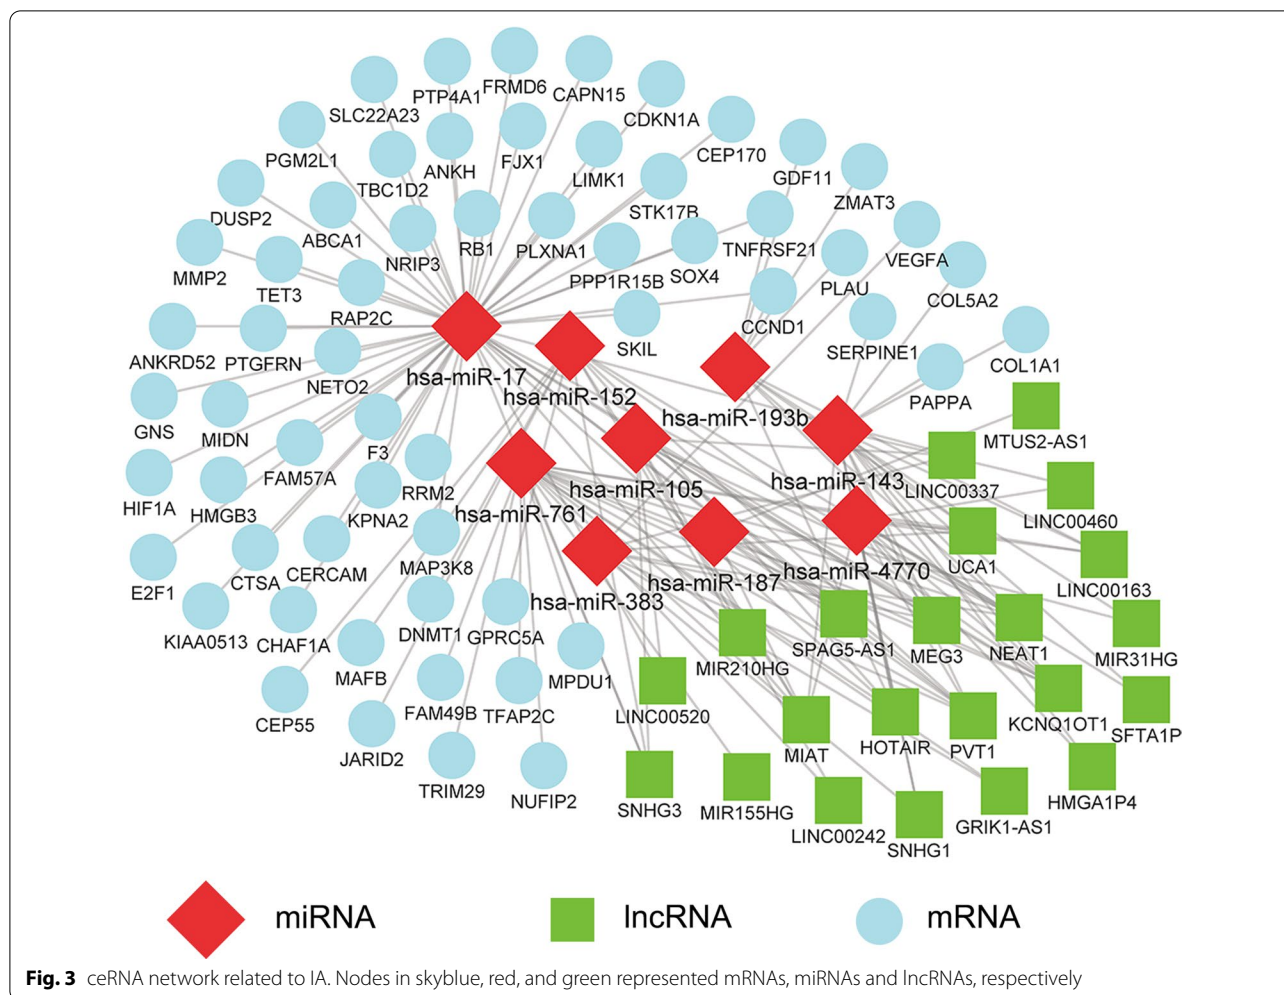 FRMD6
PTP4A1
CAPN15
SLC22A23
CDKN1A
PGM2L1
ANKH
FJX1
CEP170
TBC1D2
LIMK1
GDF11
ZMAT3
DUSP2
ABCA1
STK17B
NRIP3
RB1
PLXNA1
TNFRSF21
VEGFA
MMP2
TET3
PPP1R15B
SOX4
PLAU
COL5A2
RAP2C
CCND1
SKIL
SERPINE1
ANKRD52
PTGFRN
COL1A1
NETO2
hsa-miR-17
hsa-miR-152
PAPPA
GNS
MIDN
hsa-miR-193b
MTUS2-AS1
F3
FAM57A
hsa-miR-143
LINC00337
RRM2
hsa-miR-105
HIF1A
HMGB3
KPNA2
hsa-miR-761
LINC00460
UCA1
MAP3K8
CERCAM
CTSA
hsa-miR-187
hsa-miR-4770
LINC00163
E2F1
hsa-miR-383
KIAA0513
CHAF1A
DNMT1
GPRC5A
SPAG5-AS1
MEG3
NEAT1
MIR31HG
MIR210HG
MAFB
MPDU1
CEP55
FAM49B
TFAP2C
LINC00520
KCNQ1OT1
SFTA1P
JARID2
MIAT
HOTAIR
PVT1
TRIM29
NUFIP2
SNHG3
MIR155HG
LINC00242
SNHG1
GRIK1-AS1
HMGA1P4
miRNA
lncRNA
mRNA
Fig. 3 ceRNA network related to IA. Nodes in skyblue, red, and green represented mRNAs, miRNAs and lncRNAs, respectively